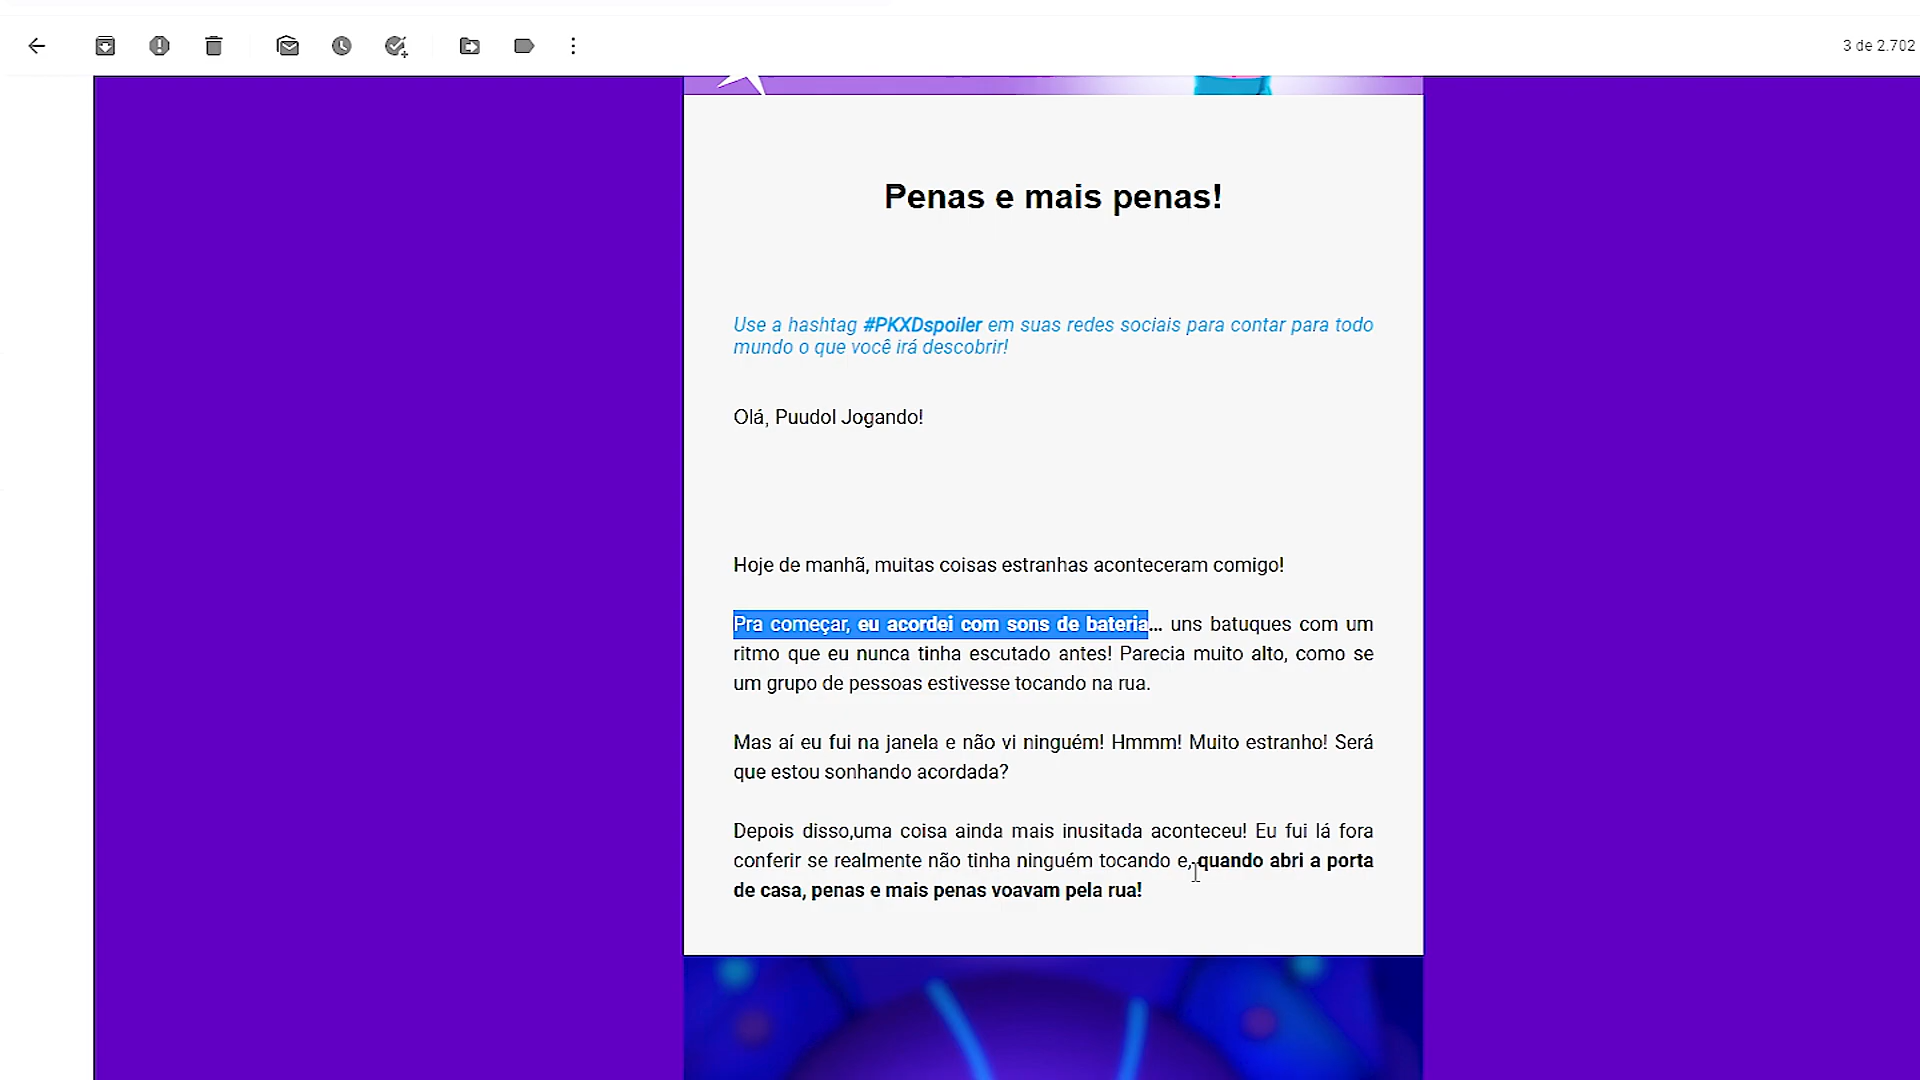 3 de 2.702
Penas e mais penas!
Use a hashtag #PKXDspoiler em suas redes sociais para contar para todo
mundo o que você irá descobrir!
Olá, Puudol Jogando!
Hoje de manhã, muitas coisas estranhas aconteceram comigo!
Pra começar, eu acordei com sons de bateria... uns batuques com um
ritmo que eu nunca tinha escutado antes! Parecia muito alto, como se
um grupo de pessoas estivesse tocando na rua.
Mas aí eu fui na janela e não vi ninguém! Hmmm! Muito estranho! Será
que estou sonhando acordada?
Depois disso,uma coisa ainda mais inusitada aconteceu! Eu fui lá fora
conferir se realmente não tinha ninguém tocando e, quando abri a porta
de casa, penas e mais penas voavam pela rua!